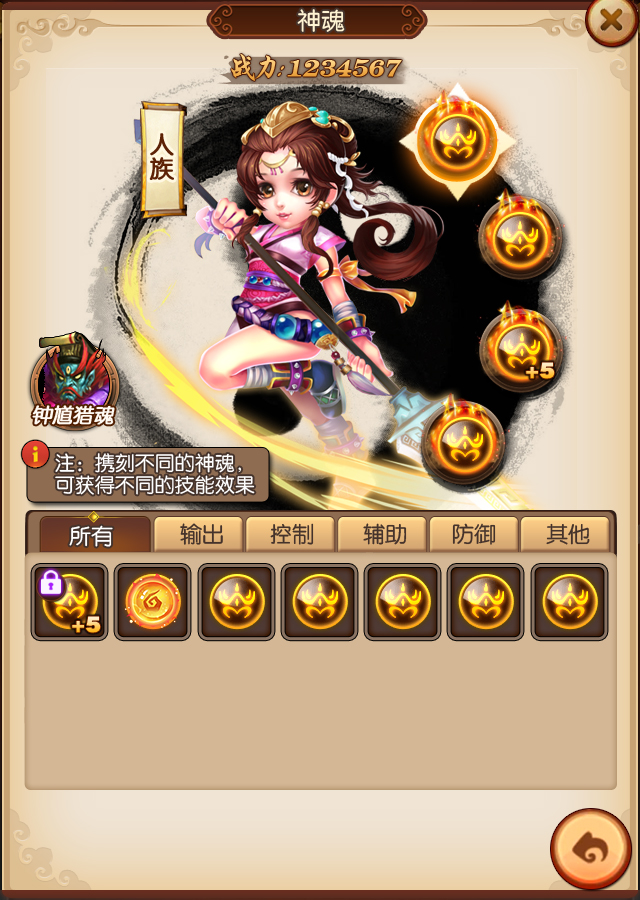 神魂
战力:1234567
人族
+5
钟馗猎魂
i
注：携刻不同的神魂，
可获得不同的技能效果
所有 输出 控制 辅助 防御 其他
+5